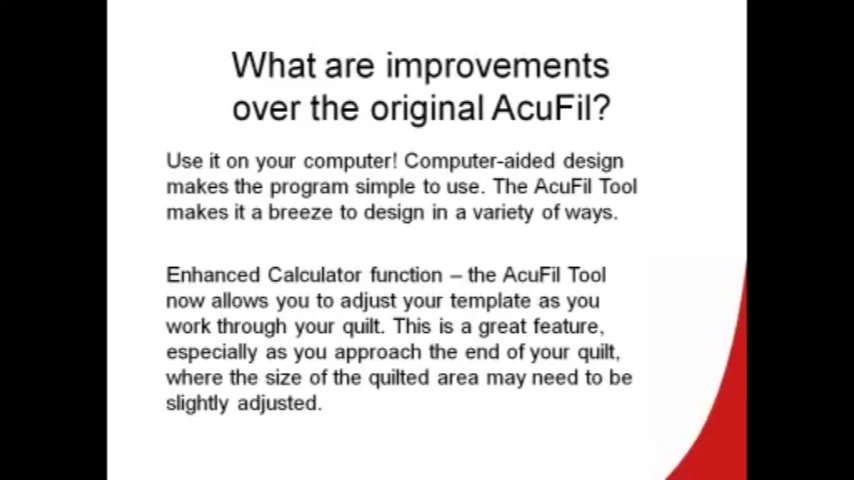 What are improvements
over the original AcuFil?
Use it on your computer! Computer-aided design
makes the program simple to use. The AcuFil Tool
makes it a breeze to design in a variety of ways.
Enhanced Calculator function – the AcuFil Tool
now allows you to adjust your template as you
work through your quilt. This is a great feature,
especially as you approach the end of your quilt,
where the size of the quilted area may need to be
slightly adjusted.